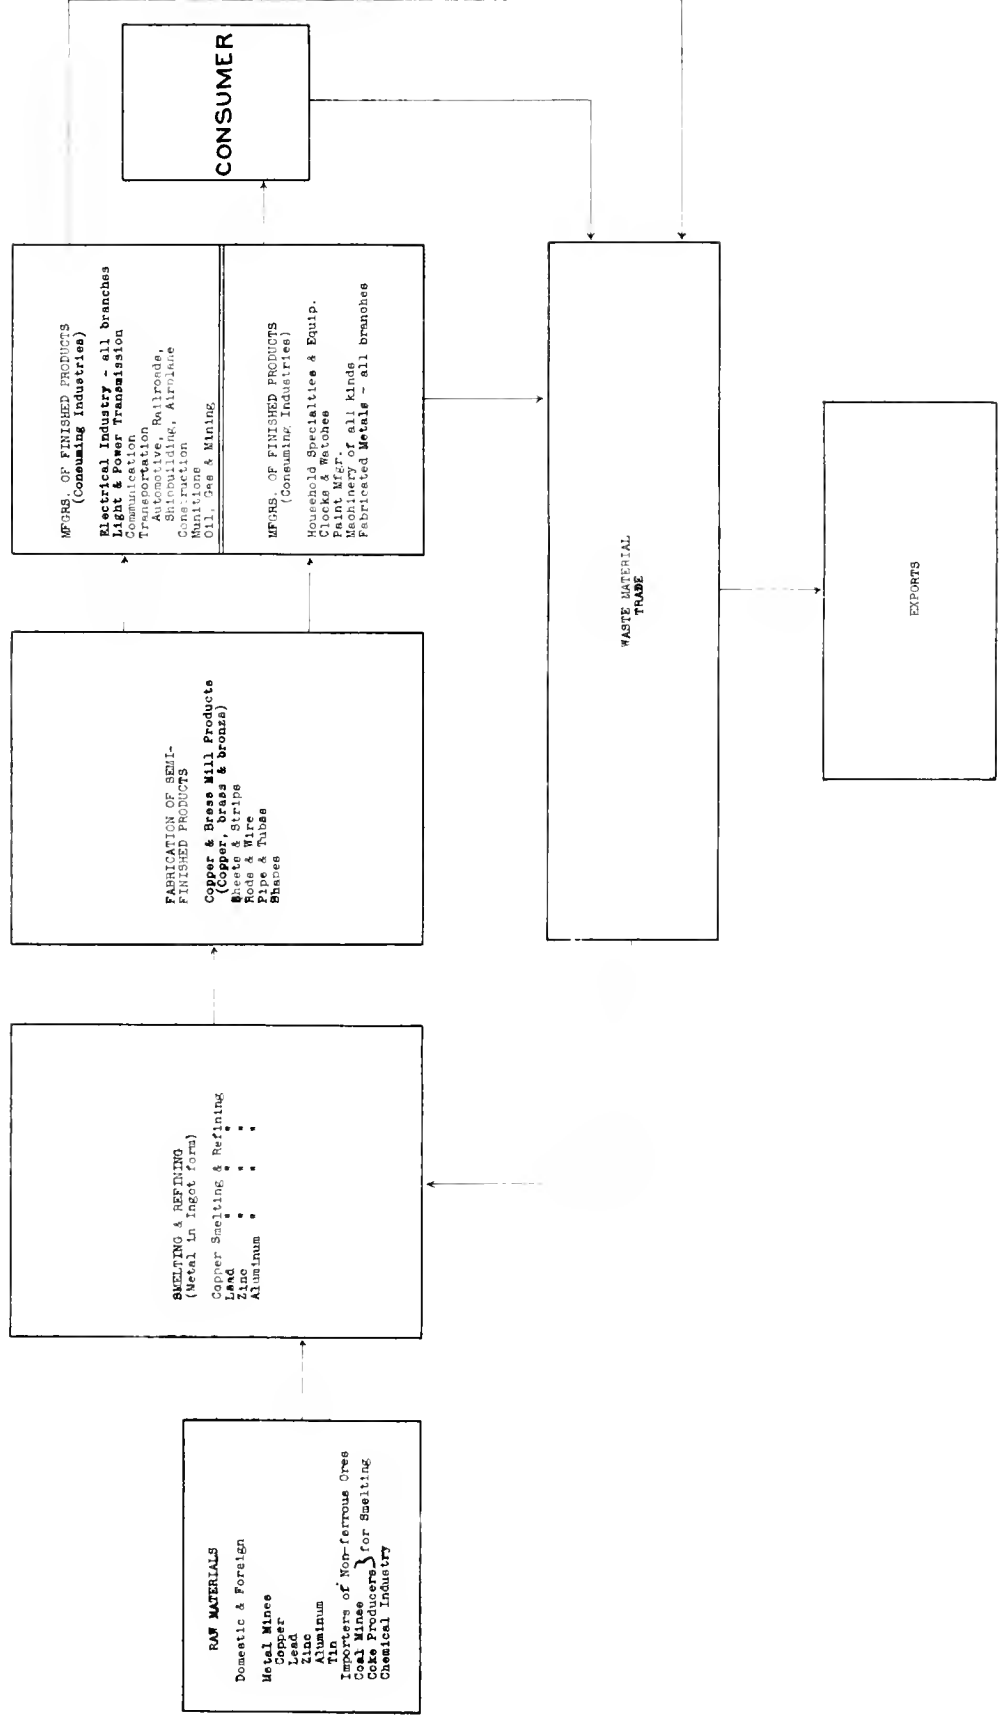 RAW MATERIALS
Domestic & Foreign
Metal Mines
Copper
Lead
Zinc
Aluminum
Tin
Importers of Non-ferrous Ores
Coal Mines
Coke Producers } for Smelting
Chemical Industry
SMELTING & REFINING
(Metal in Ingot form)
Copper Smelting & Refining
Lead " " "
Zinc " " "
Aluminum " " "
FABRICATION OF SEMI-
FINISHED PRODUCTS
Copper & Brass Mill Products
(Copper, brass & bronze)
Sheets & Strips
Rods & Wire
Pipe & Tubes
Shapes
MFGRS. OF FINISHED PRODUCTS
(Consuming Industries)
Electrical Industry - all branches
Light & Power Transmission
Communication
Transportation
Automotive, Railroads,
Shipbuilding, Airplane
Construction
Munitions
Oil, Gas & Mining
MFGRS. OF FINISHED PRODUCTS
(Consuming Industries)
Household Specialties & Equip.
Clocks & Watches
Paint Mfgr.
Machinery of all kinds
Fabricated Metals - all branches
CONSUMER
WASTE MATERIAL
TRADE
EXPORTS